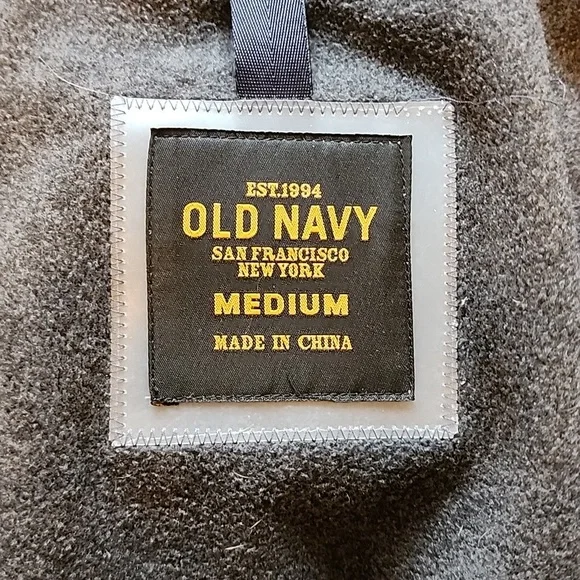 EST.1994
OLD NAVY
SAN FRANCISCO
NEW YORK
MEDIUM
MADE IN CHINA